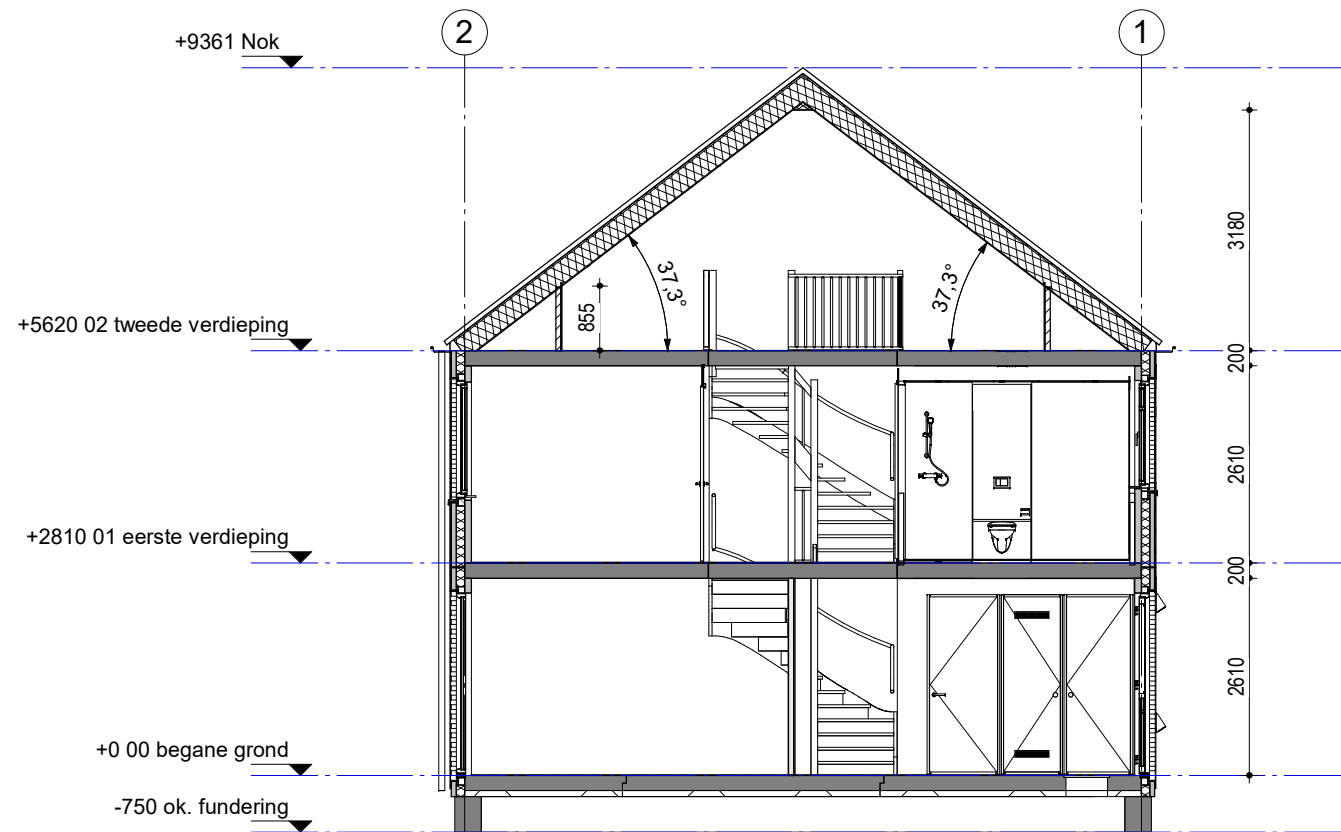 2
1
+9361 Nok
3180
37,3°
37,3°
855
+5620 02 tweede verdieping
200
2610
+2810 01 eerste verdieping
200
2610
+0 00 begane grond
-750 ok. fundering